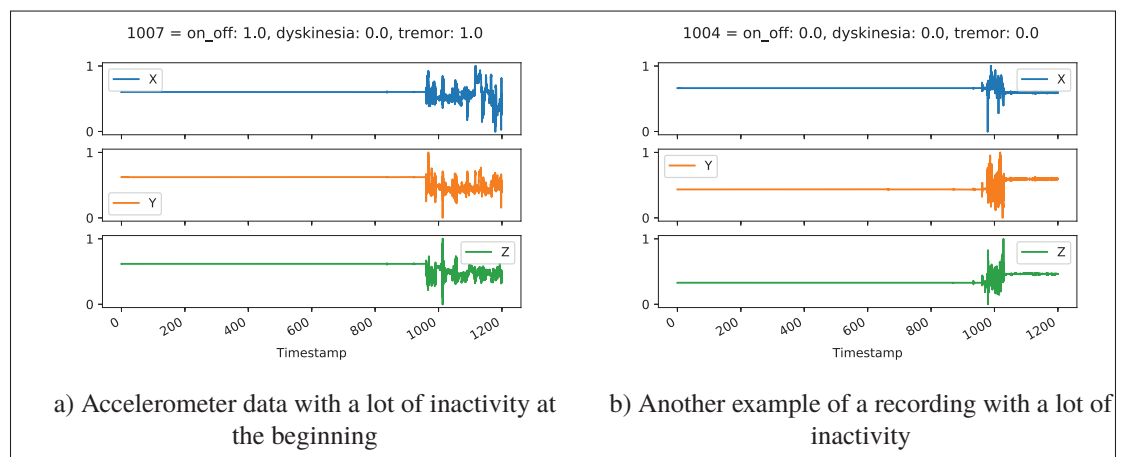 1007 = on_off: 1.0, dyskinesia: 0.0, tremor: 1.0
1
X
0
1
Y
0
1
Z
0
0 200 400 600 800 1000 1200
Timestamp
a) Accelerometer data with a lot of inactivity at
the beginning
1004 = on_off: 0.0, dyskinesia: 0.0, tremor: 0.0
1
X
0
1
Y
0
1
Z
0
0 200 400 600 800 1000 1200
Timestamp
b) Another example of a recording with a lot of
inactivity